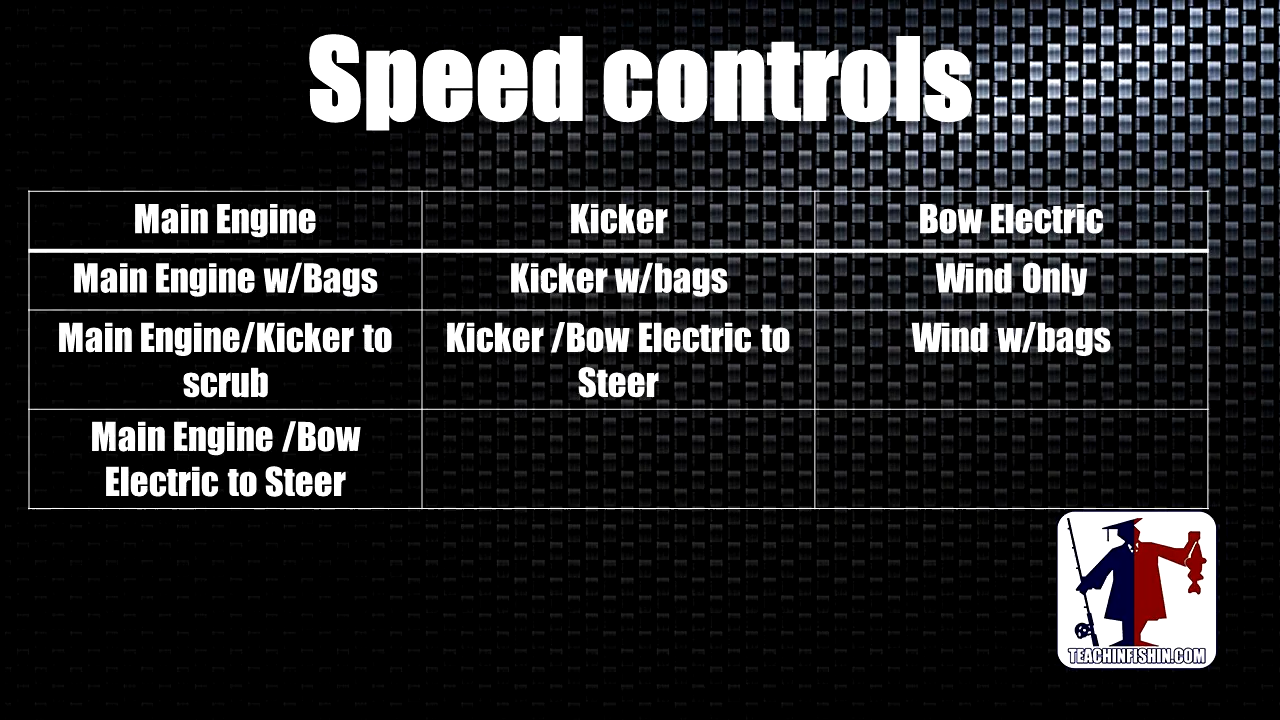 Speed controls
Main Engine
Kicker
Bow Electric
Main Engine w/Bags
Kicker w/bags
Wind Only
Main Engine/Kicker to
scrub
Kicker /Bow Electric to
Steer
Wind w/bags
Main Engine /Bow
Electric to Steer
TEACHINFISHIN.COM